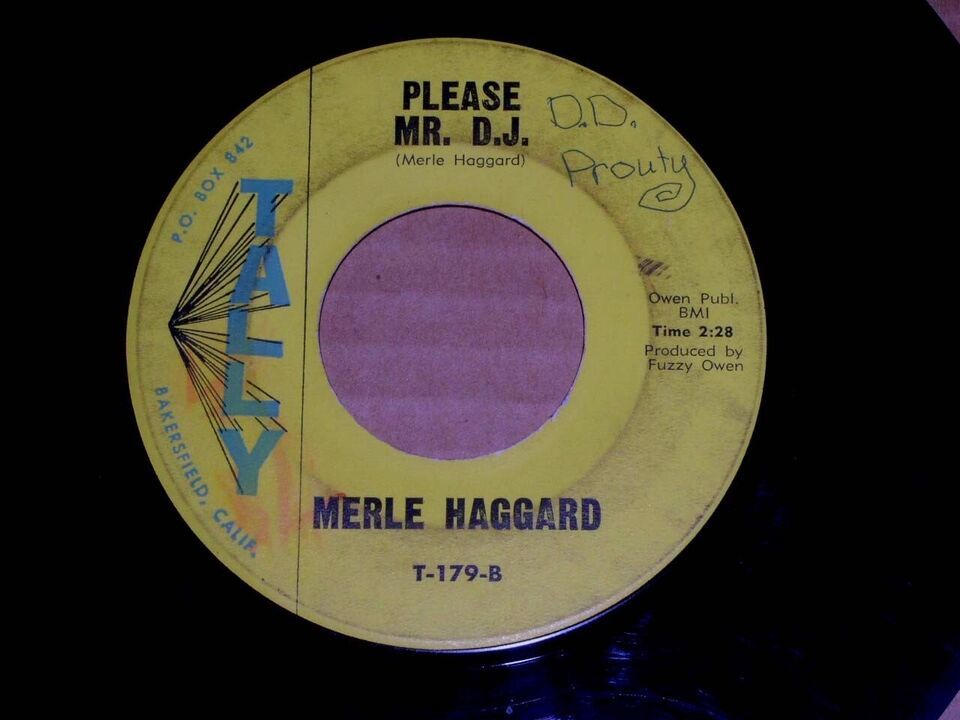 PLEASE
MR. D.J.
(Merle Haggard)
D.D.
Prouty
P.O. BOX 842
TALLY
BAKERSFIELD, CALIF.
Owen Publ.
BMI
Time 2:28
Produced by
Fuzzy Owen
MERLE HAGGARD
T-179-B